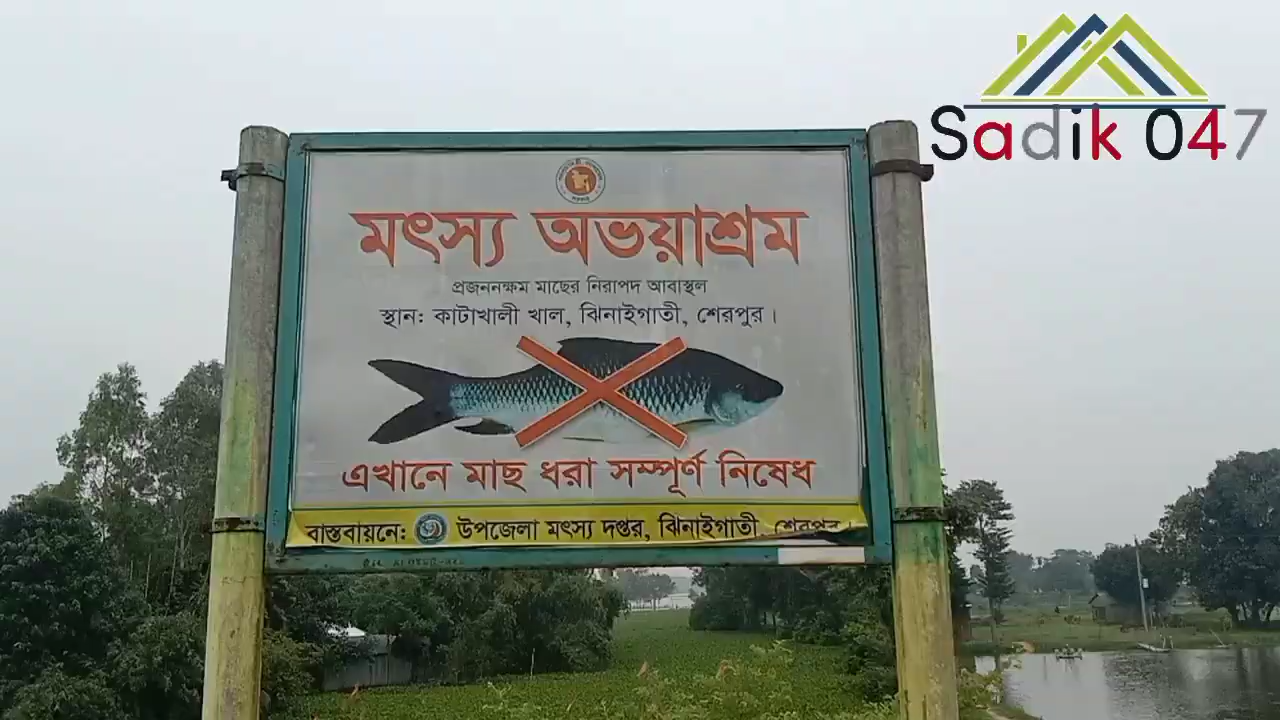 Sadik 047
মৎস্য অভয়াশ্রম
প্রজননক্ষম মাছের নিরাপদ আবাস্থল
স্থান: কাটাখালী খাল, ঝিনাইগাতী, শেরপুর।
এখানে মাছ ধরা সম্পূর্ণ নিষেধ
বাস্তবায়নে: উপজেলা মৎস্য দপ্তর, ঝিনাইগাতী, শেরপুর।